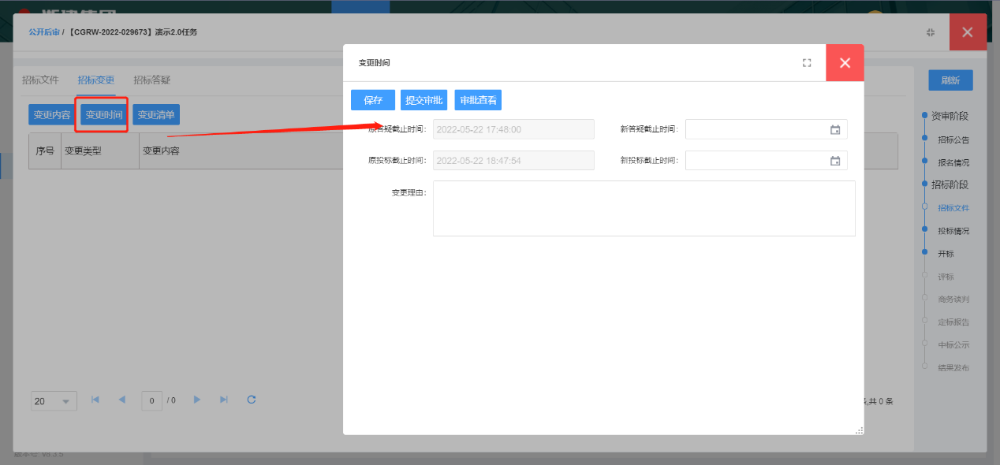 公开后审 / 【CGRW-2022-029673】演示2.0任务
变更时间
招标文件 招标变更 招标答疑
刷新
变更内容 变更时间 变更清单
保存 提交审批 审批查看
原答疑截止时间: 2022-05-22 17:48:00 新答疑截止时间:
原投标截止时间: 2022-05-22 18:47:54 新投标截止时间:
变更理由:
序号 变更类型 变更内容
资审阶段
招标公告
报名情况
招标阶段
招标文件
投标情况
开标
评标
商务谈判
定标报告
中标公示
结果发布
20 0 / 0
条,共 0 条
版本号: V8.3.5